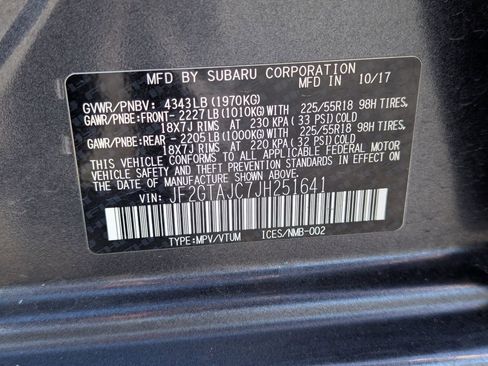 MFD BY SUBARU CORPORATION
MFD IN 10/17
GVWR/PNBV: 4343LB(1970KG)
GAWR/PNBE:FRONT- 2227LB(1010KG)WITH 225/55R18 98H TIRES,
18X7J RIMS AT 230 KPA(33 PSI)COLD
GAWR/PNBE:REAR - 2205LB(1000KG)WITH 225/55R18 98H TIRES,
18X7J RIMS AT 220 KPA(32 PSI)COLD
THIS VEHICLE CONFORMS TO ALL APPLICABLE FEDERAL MOTOR
VEHICLE SAFETY STANDARDS IN EFFECT ON THE DATE OF
MANUFACTURE SHOWN ABOVE.
VIN: JF2GTAJC7JH251641
TYPE:MPV/VTUM ICES/NMB-002